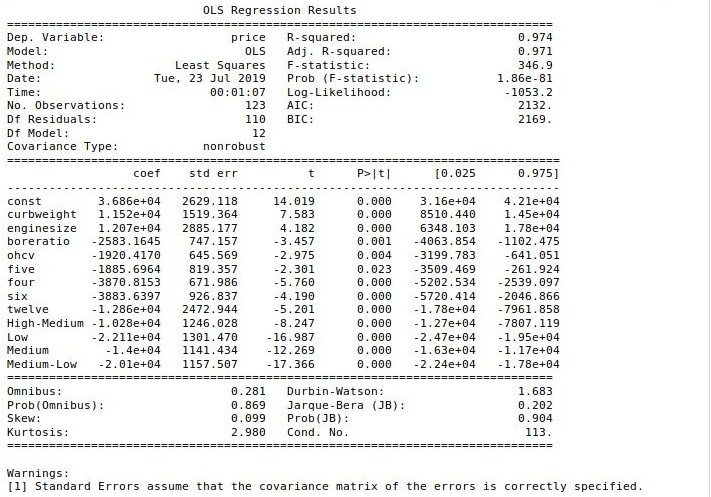 OLS Regression Results
==============================================================================
Dep. Variable:                  price   R-squared:                       0.974
Model:                            OLS   Adj. R-squared:                  0.971
Method:                 Least Squares   F-statistic:                     346.9
Date:                Tue, 23 Jul 2019   Prob (F-statistic):           1.86e-81
Time:                        00:01:07   Log-Likelihood:                -1053.2
No. Observations:                 123   AIC:                             2132.
Df Residuals:                     110   BIC:                             2169.
Df Model:                          12
Covariance Type:            nonrobust
===============================================================================
                  coef    std err          t      P>|t|      [0.025      0.975]
-------------------------------------------------------------------------------
const        3.686e+04   2629.118     14.019      0.000    3.16e+04    4.21e+04
curbweight   1.152e+04   1519.364      7.583      0.000    8510.440    1.45e+04
enginesize   1.207e+04   2885.177      4.182      0.000    6348.103    1.78e+04
boreratio   -2583.1645    747.157     -3.457      0.001   -4063.854   -1102.475
ohcv        -1920.4170    645.569     -2.975      0.004   -3199.783    -641.051
five        -1885.6964    819.357     -2.301      0.023   -3509.469    -261.924
four        -3870.8153    671.986     -5.760      0.000   -5202.534   -2539.097
six         -3883.6397    926.837     -4.190      0.000   -5720.414   -2046.866
twelve      -1.286e+04   2472.944     -5.201      0.000   -1.78e+04   -7961.858
High-Medium -1.028e+04   1246.028     -8.247      0.000   -1.27e+04   -7807.119
Low         -2.211e+04   1301.470    -16.987      0.000   -2.47e+04   -1.95e+04
Medium        -1.4e+04   1141.434    -12.269      0.000   -1.63e+04   -1.17e+04
Medium-Low   -2.01e+04   1157.507    -17.366      0.000   -2.24e+04   -1.78e+04
==============================================================================
Omnibus:                        0.281   Durbin-Watson:                   1.683
Prob(Omnibus):                  0.869   Jarque-Bera (JB):                0.202
Skew:                           0.099   Prob(JB):                        0.904
Kurtosis:                       2.980   Cond. No.                         113.
==============================================================================
Warnings:
[1] Standard Errors assume that the covariance matrix of the errors is correctly specified.